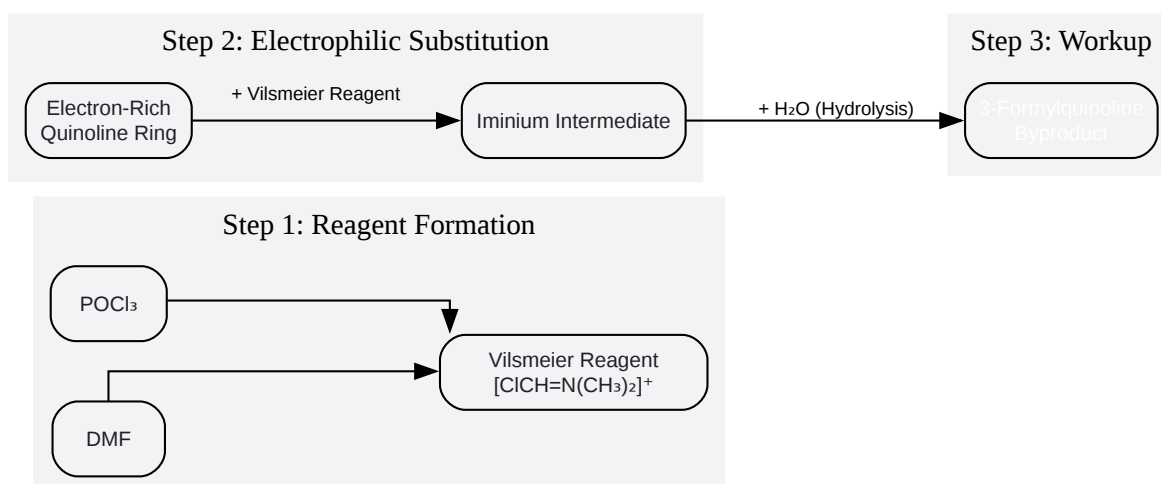 Step 2: Electrophilic Substitution
Step 3: Workup
Electron-Rich
Quinoline Ring
+ Vilsmeier Reagent
Iminium Intermediate
+ H₂O (Hydrolysis)
3-Formylquinoline
Byproduct
Step 1: Reagent Formation
POCl₃
Vilsmeier Reagent
[ClCH=N(CH₃)₂]⁺
DMF